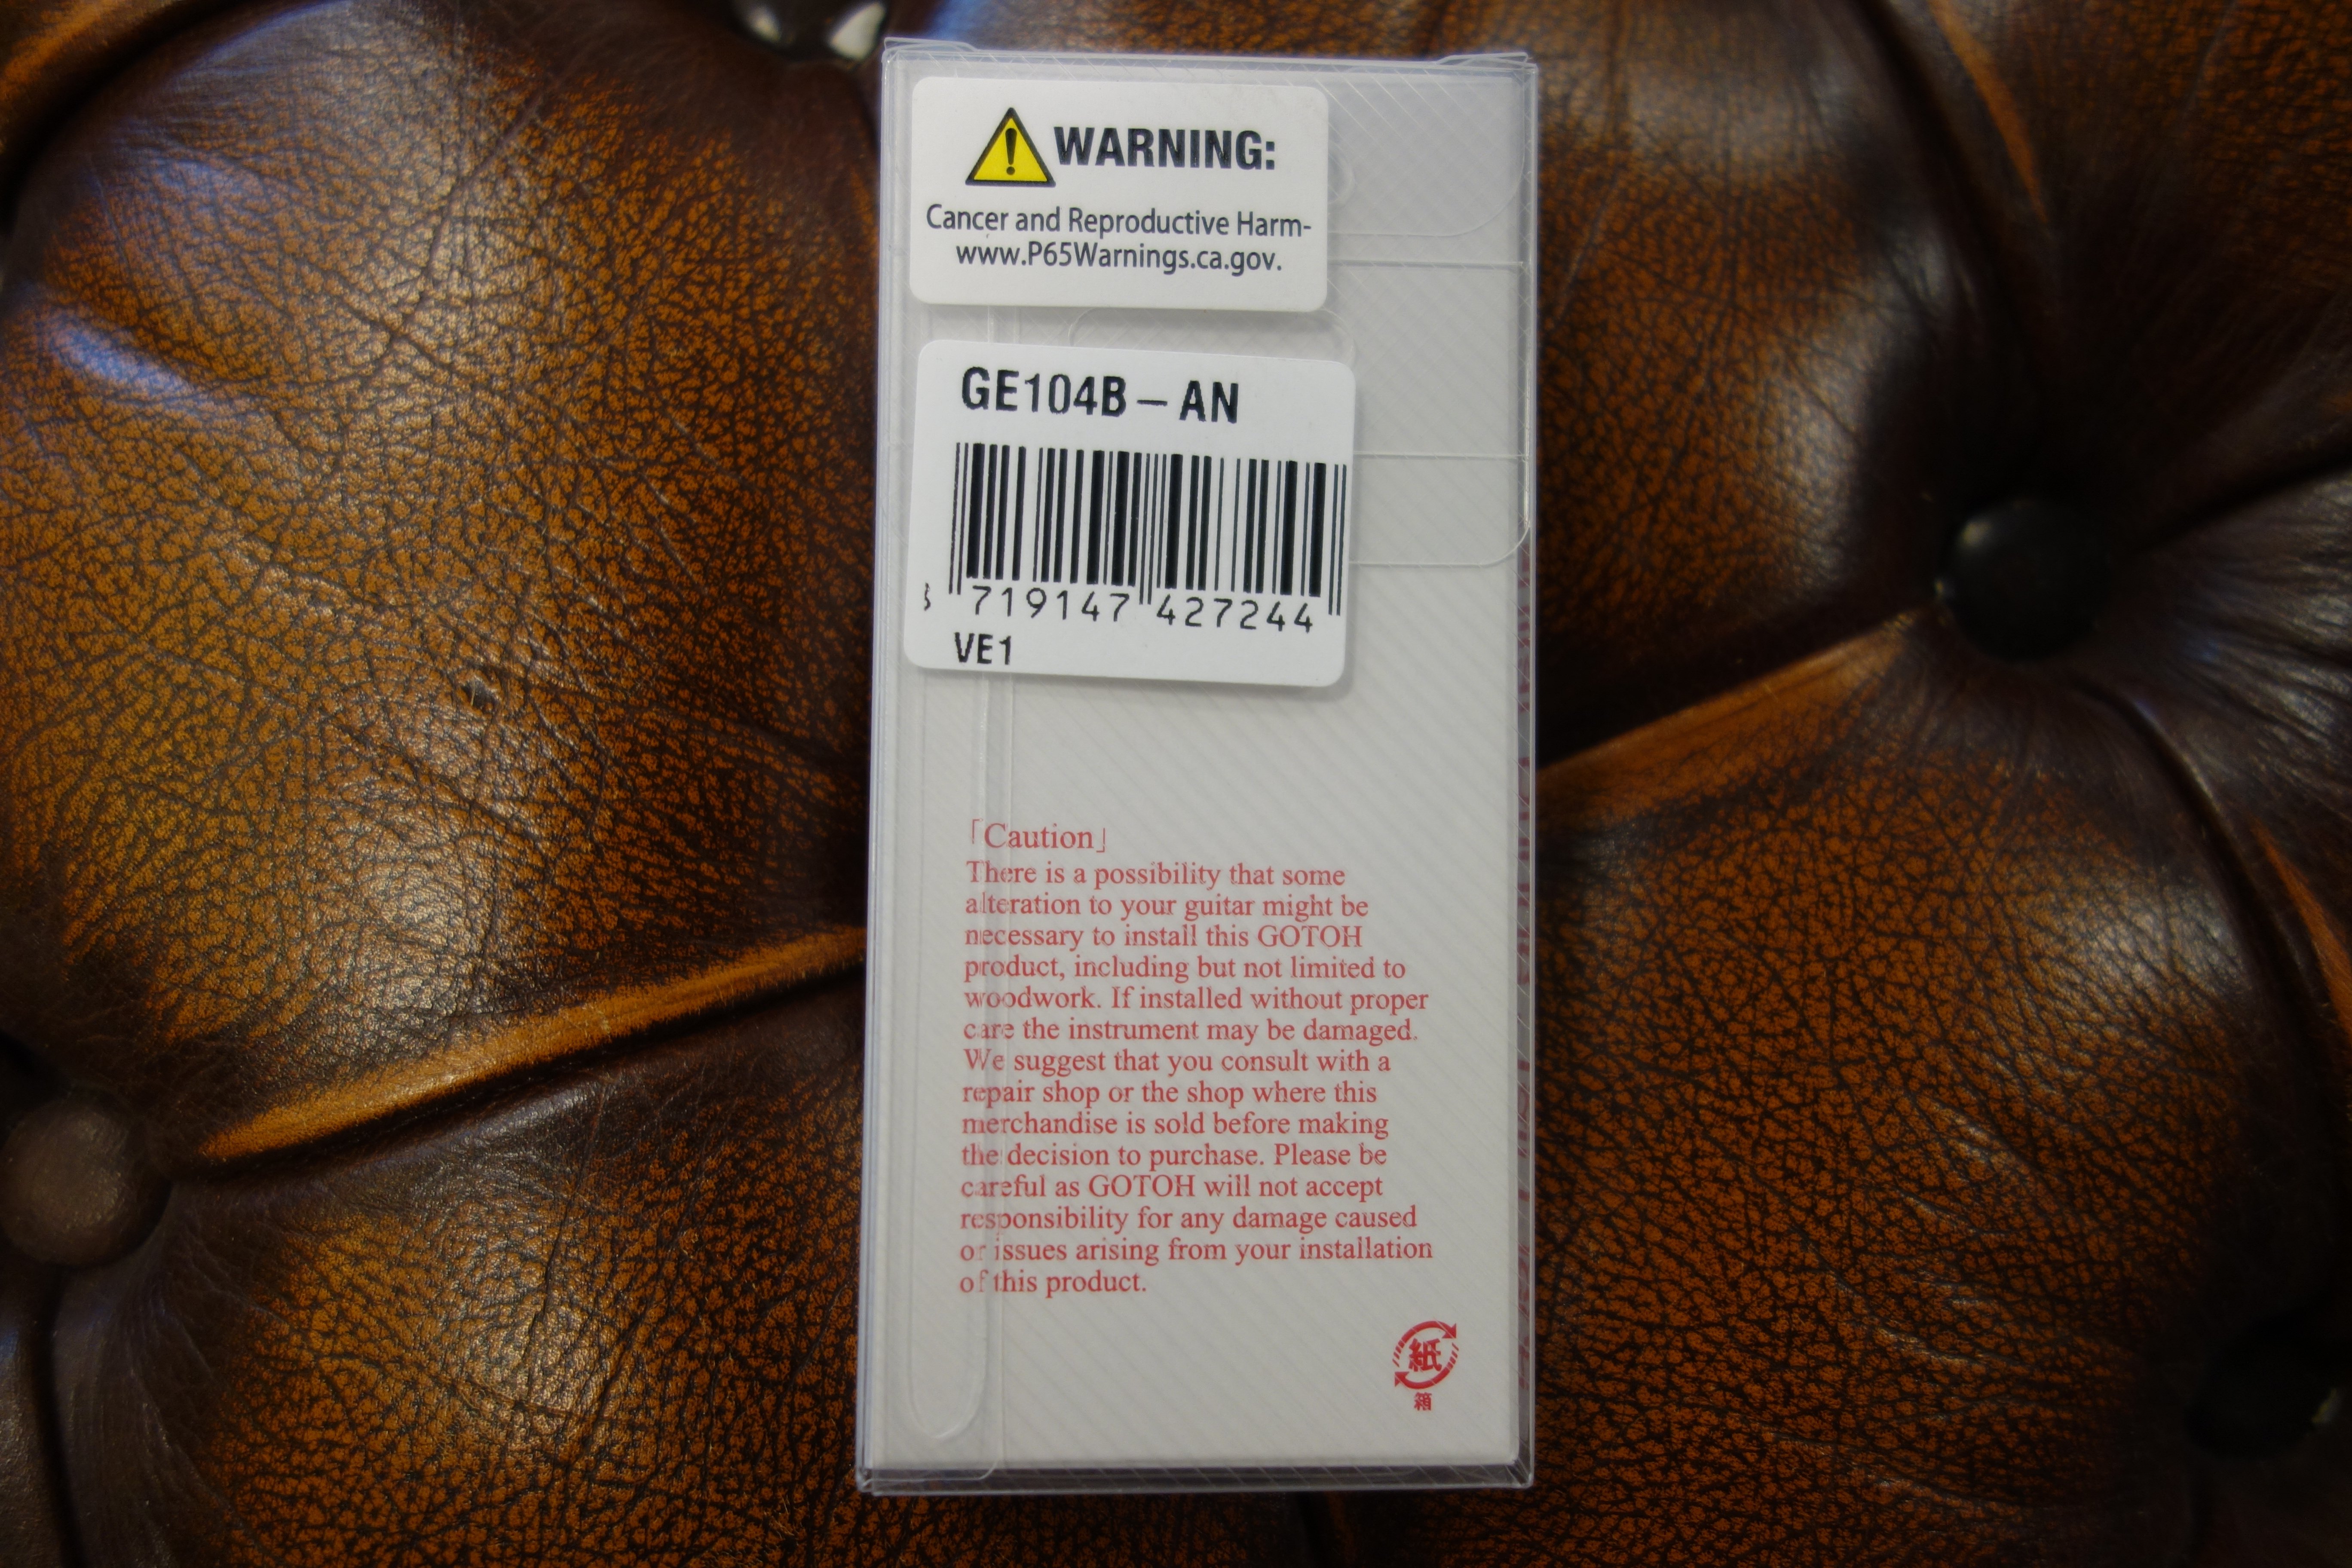 WARNING:
Cancer and Reproductive Harm-
www.P65Warnings.ca.gov.
GE104B – AN
719147 427244
VE1
「Caution」
There is a possibility that some
alteration to your guitar might be
necessary to install this GOTOH
product, including but not limited to
woodwork. If installed without proper
care the instrument may be damaged.
We suggest that you consult with a
repair shop or the shop where this
merchandise is sold before making
the decision to purchase. Please be
careful as GOTOH will not accept
responsibility for any damage caused
or issues arising from your installation
of this product.
紙
箱